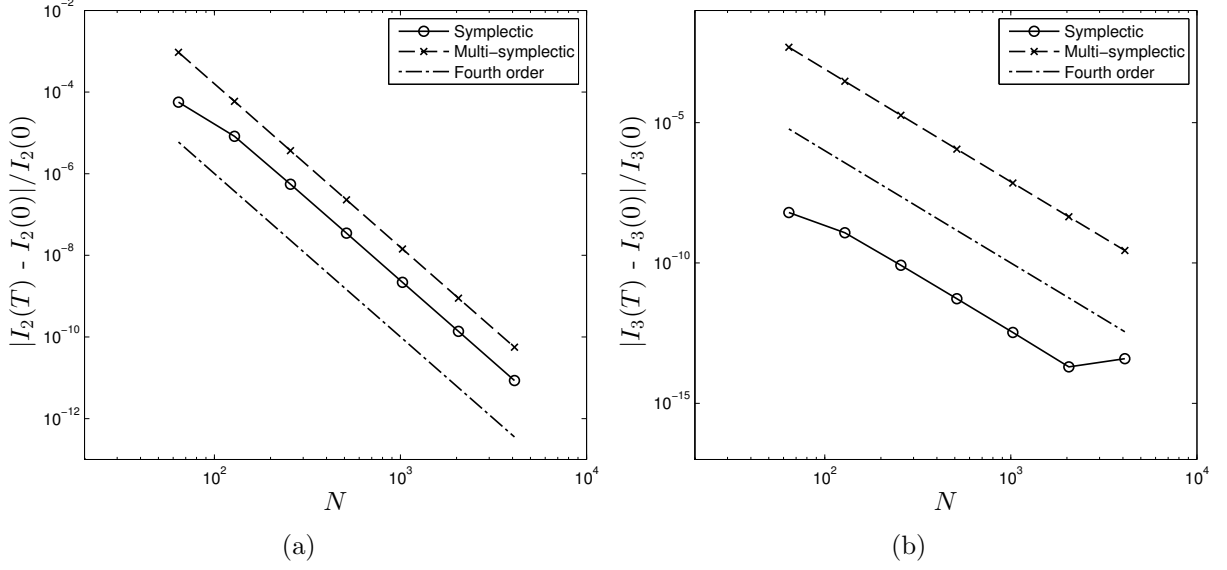 10^{-2}
10^{-4}
10^{-6}
10^{-8}
10^{-10}
10^{-12}
10^2
10^3
10^4
|I_2(T) - I_2(0)|/I_2(0)
N
Symplectic
Multi-symplectic
Fourth order
(a)
10^{-5}
10^{-10}
10^{-15}
10^2
10^3
10^4
|I_3(T) - I_3(0)|/I_3(0)
N
Symplectic
Multi-symplectic
Fourth order
(b)